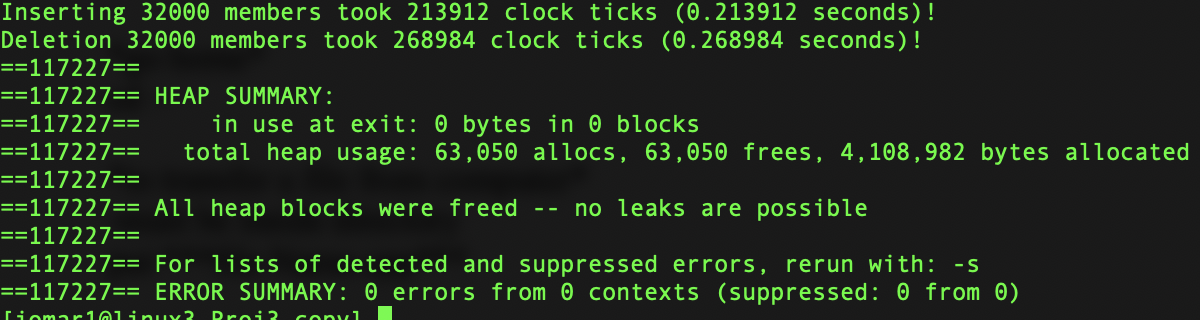 Inserting 32000 members took 213912 clock ticks (0.213912 seconds)!
Deletion 32000 members took 268984 clock ticks (0.268984 seconds)!
==117227==
==117227== HEAP SUMMARY:
==117227==     in use at exit: 0 bytes in 0 blocks
==117227==   total heap usage: 63,050 allocs, 63,050 frees, 4,108,982 bytes allocated
==117227==
==117227== All heap blocks were freed -- no leaks are possible
==117227==
==117227== For lists of detected and suppressed errors, rerun with: -s
==117227== ERROR SUMMARY: 0 errors from 0 contexts (suppressed: 0 from 0)
[jomar1@linux3 Proj3 copy]